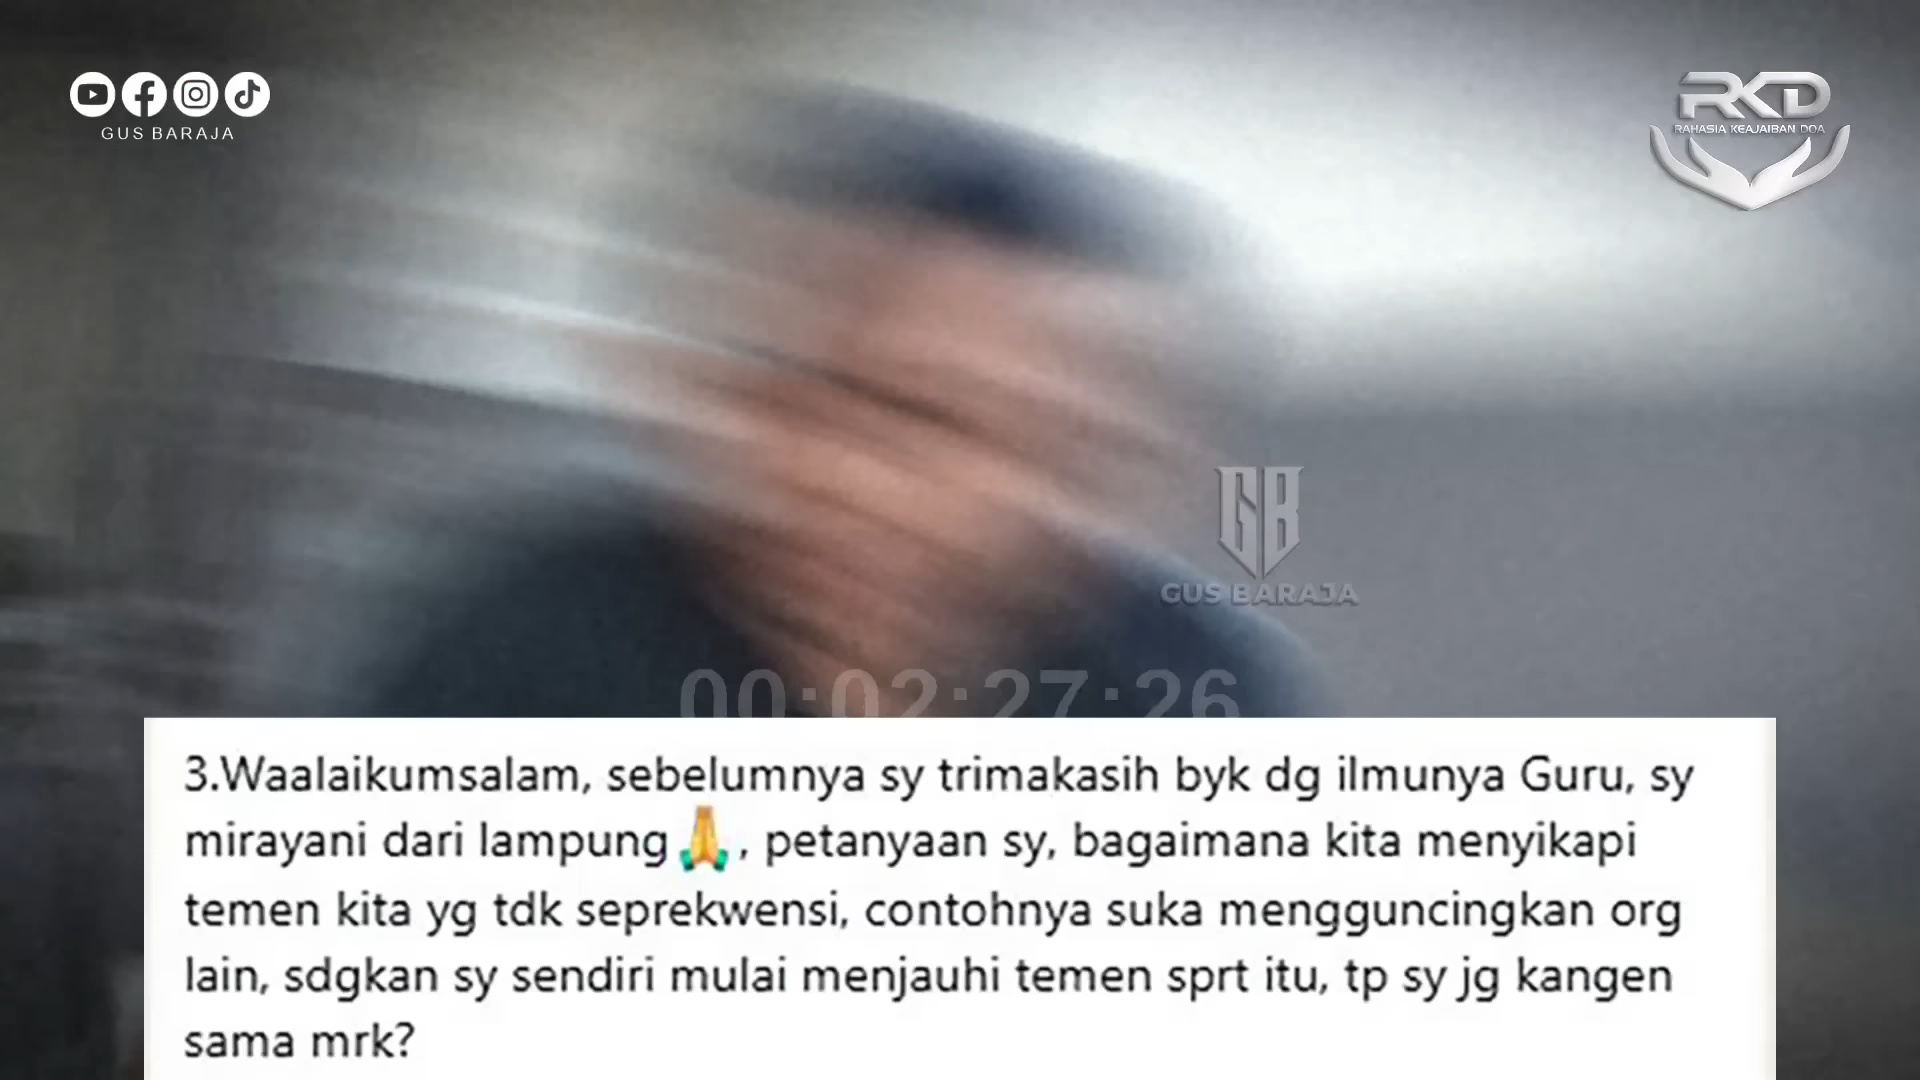 GUS BARAJA
RKD
RAHASIA KEAJAIBAN DOA
GB
GUS BARAJA
00:02:27:26
3.Waalaikumsalam, sebelumnya sy trimakasih byk dg ilmunya Guru, sy
mirayani dari lampung🙏, petanyaan sy, bagaimana kita menyikapi
temen kita yg tdk seprekwensi, contohnya suka mengguncingkan org
lain, sdgkan sy sendiri mulai menjauhi temen sprt itu, tp sy jg kangen
sama mrk?